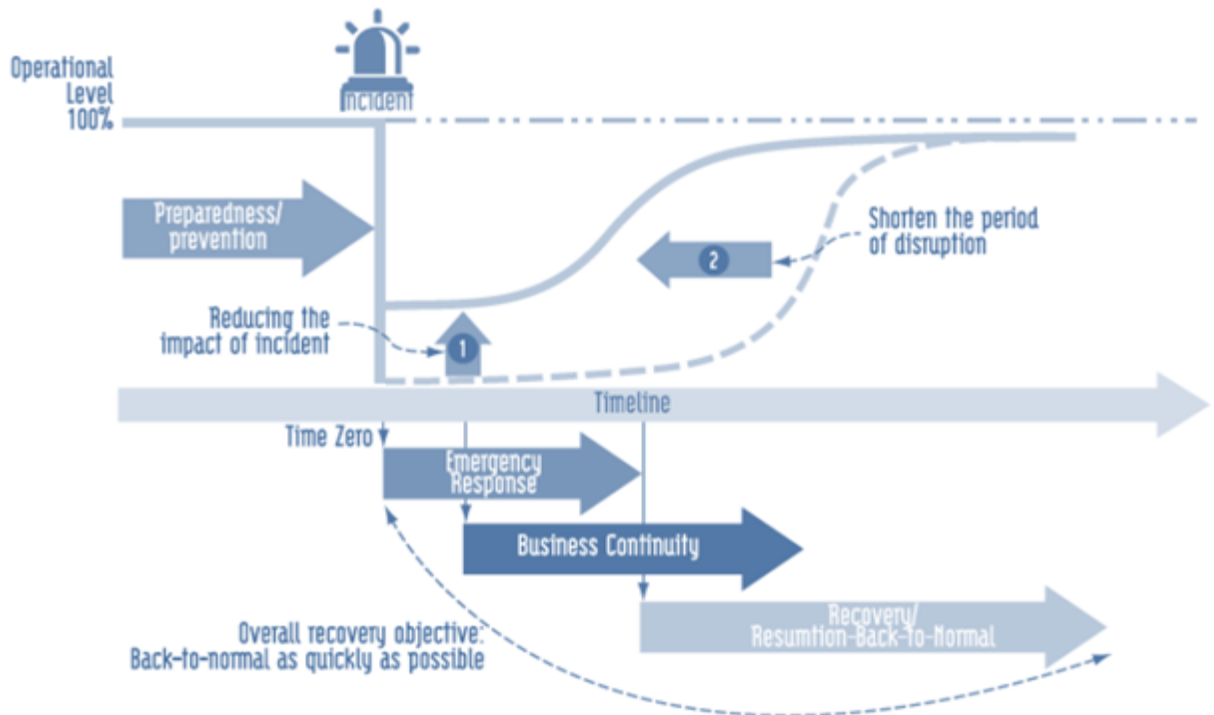 Operational
Level
100%
Incident
Preparedness/
prevention
Shorten the period
of disruption
2
Reducing the
impact of incident
1
Timeline
Time Zero
Emergency
Response
Business Continuity
Recovery/
Resumtion-Back-To-Normal
Overall recovery objective:
Back-to-normal as quickly as possible